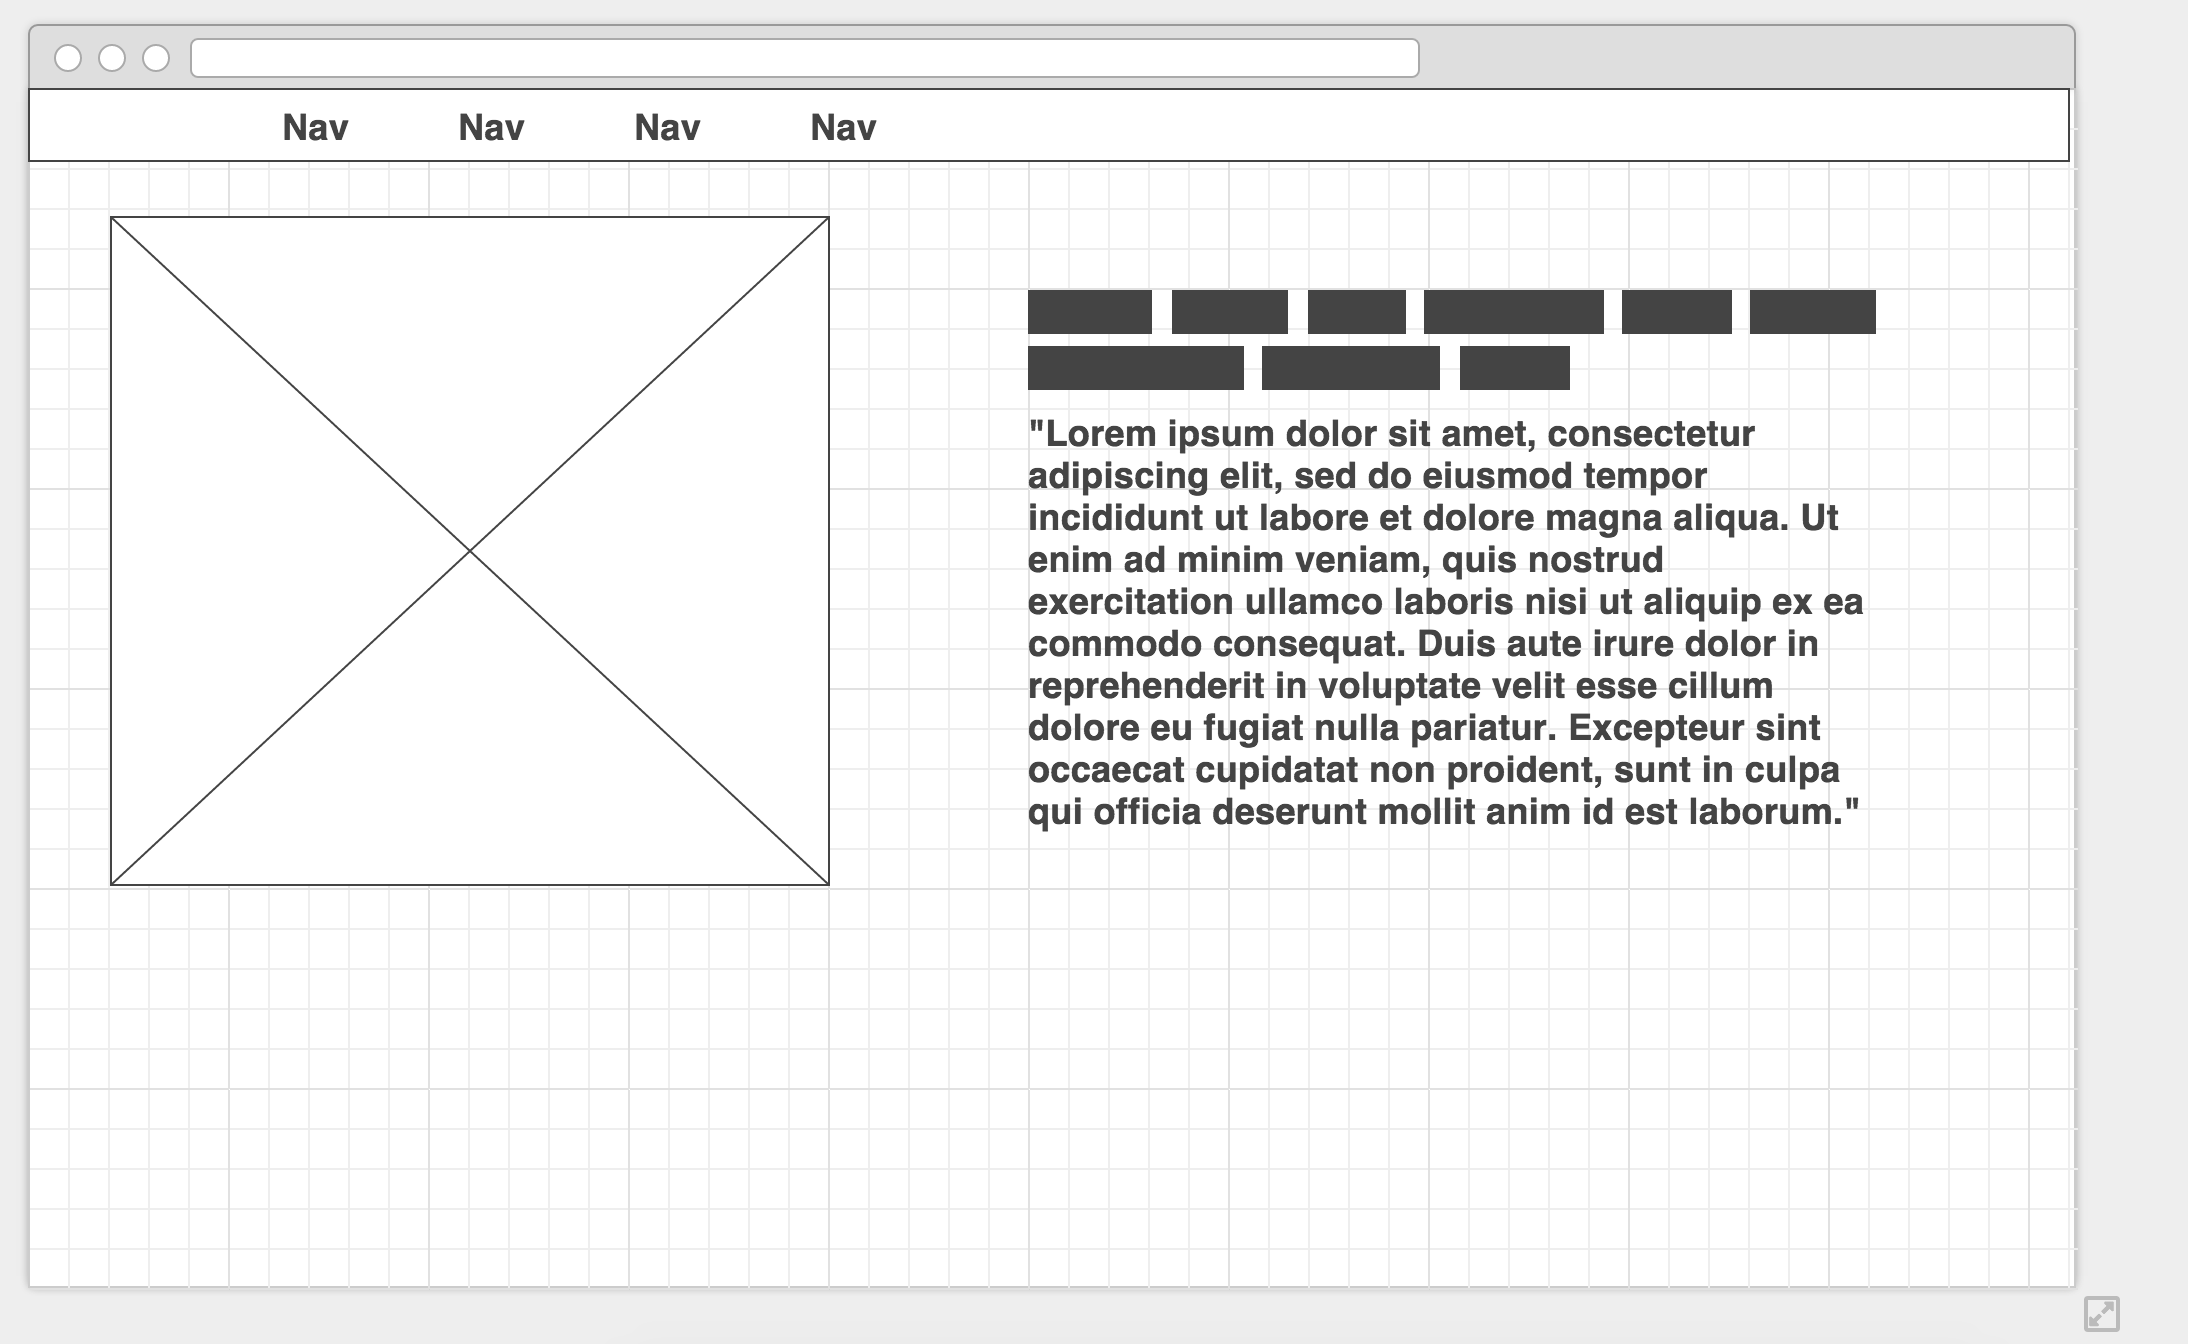 Nav Nav Nav Nav
"Lorem ipsum dolor sit amet, consectetur
adipiscing elit, sed do eiusmod tempor
incididunt ut labore et dolore magna aliqua. Ut
enim ad minim veniam, quis nostrud
exercitation ullamco laboris nisi ut aliquip ex ea
commodo consequat. Duis aute irure dolor in
reprehenderit in voluptate velit esse cillum
dolore eu fugiat nulla pariatur. Excepteur sint
occaecat cupidatat non proident, sunt in culpa
qui officia deserunt mollit anim id est laborum."